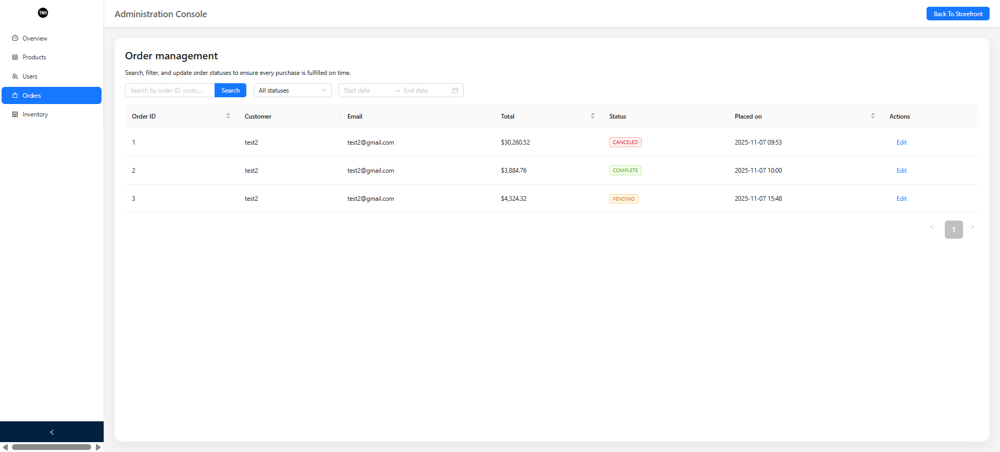 TNH
Administration Console
Back To Storefront
Overview
Products
Users
Orders
Inventory
Order management
Search, filter, and update order statuses to ensure every purchase is fulfilled on time.
Search by order ID, custo... Search All statuses Start date End date
Order ID Customer Email Total Status Placed on Actions
1 test2 test2@gmail.com $30,260.52 CANCELED 2025-11-07 09:53 Edit
2 test2 test2@gmail.com $3,884.76 COMPLETE 2025-11-07 10:00 Edit
3 test2 test2@gmail.com $4,324.32 PENDING 2025-11-07 15:48 Edit
1